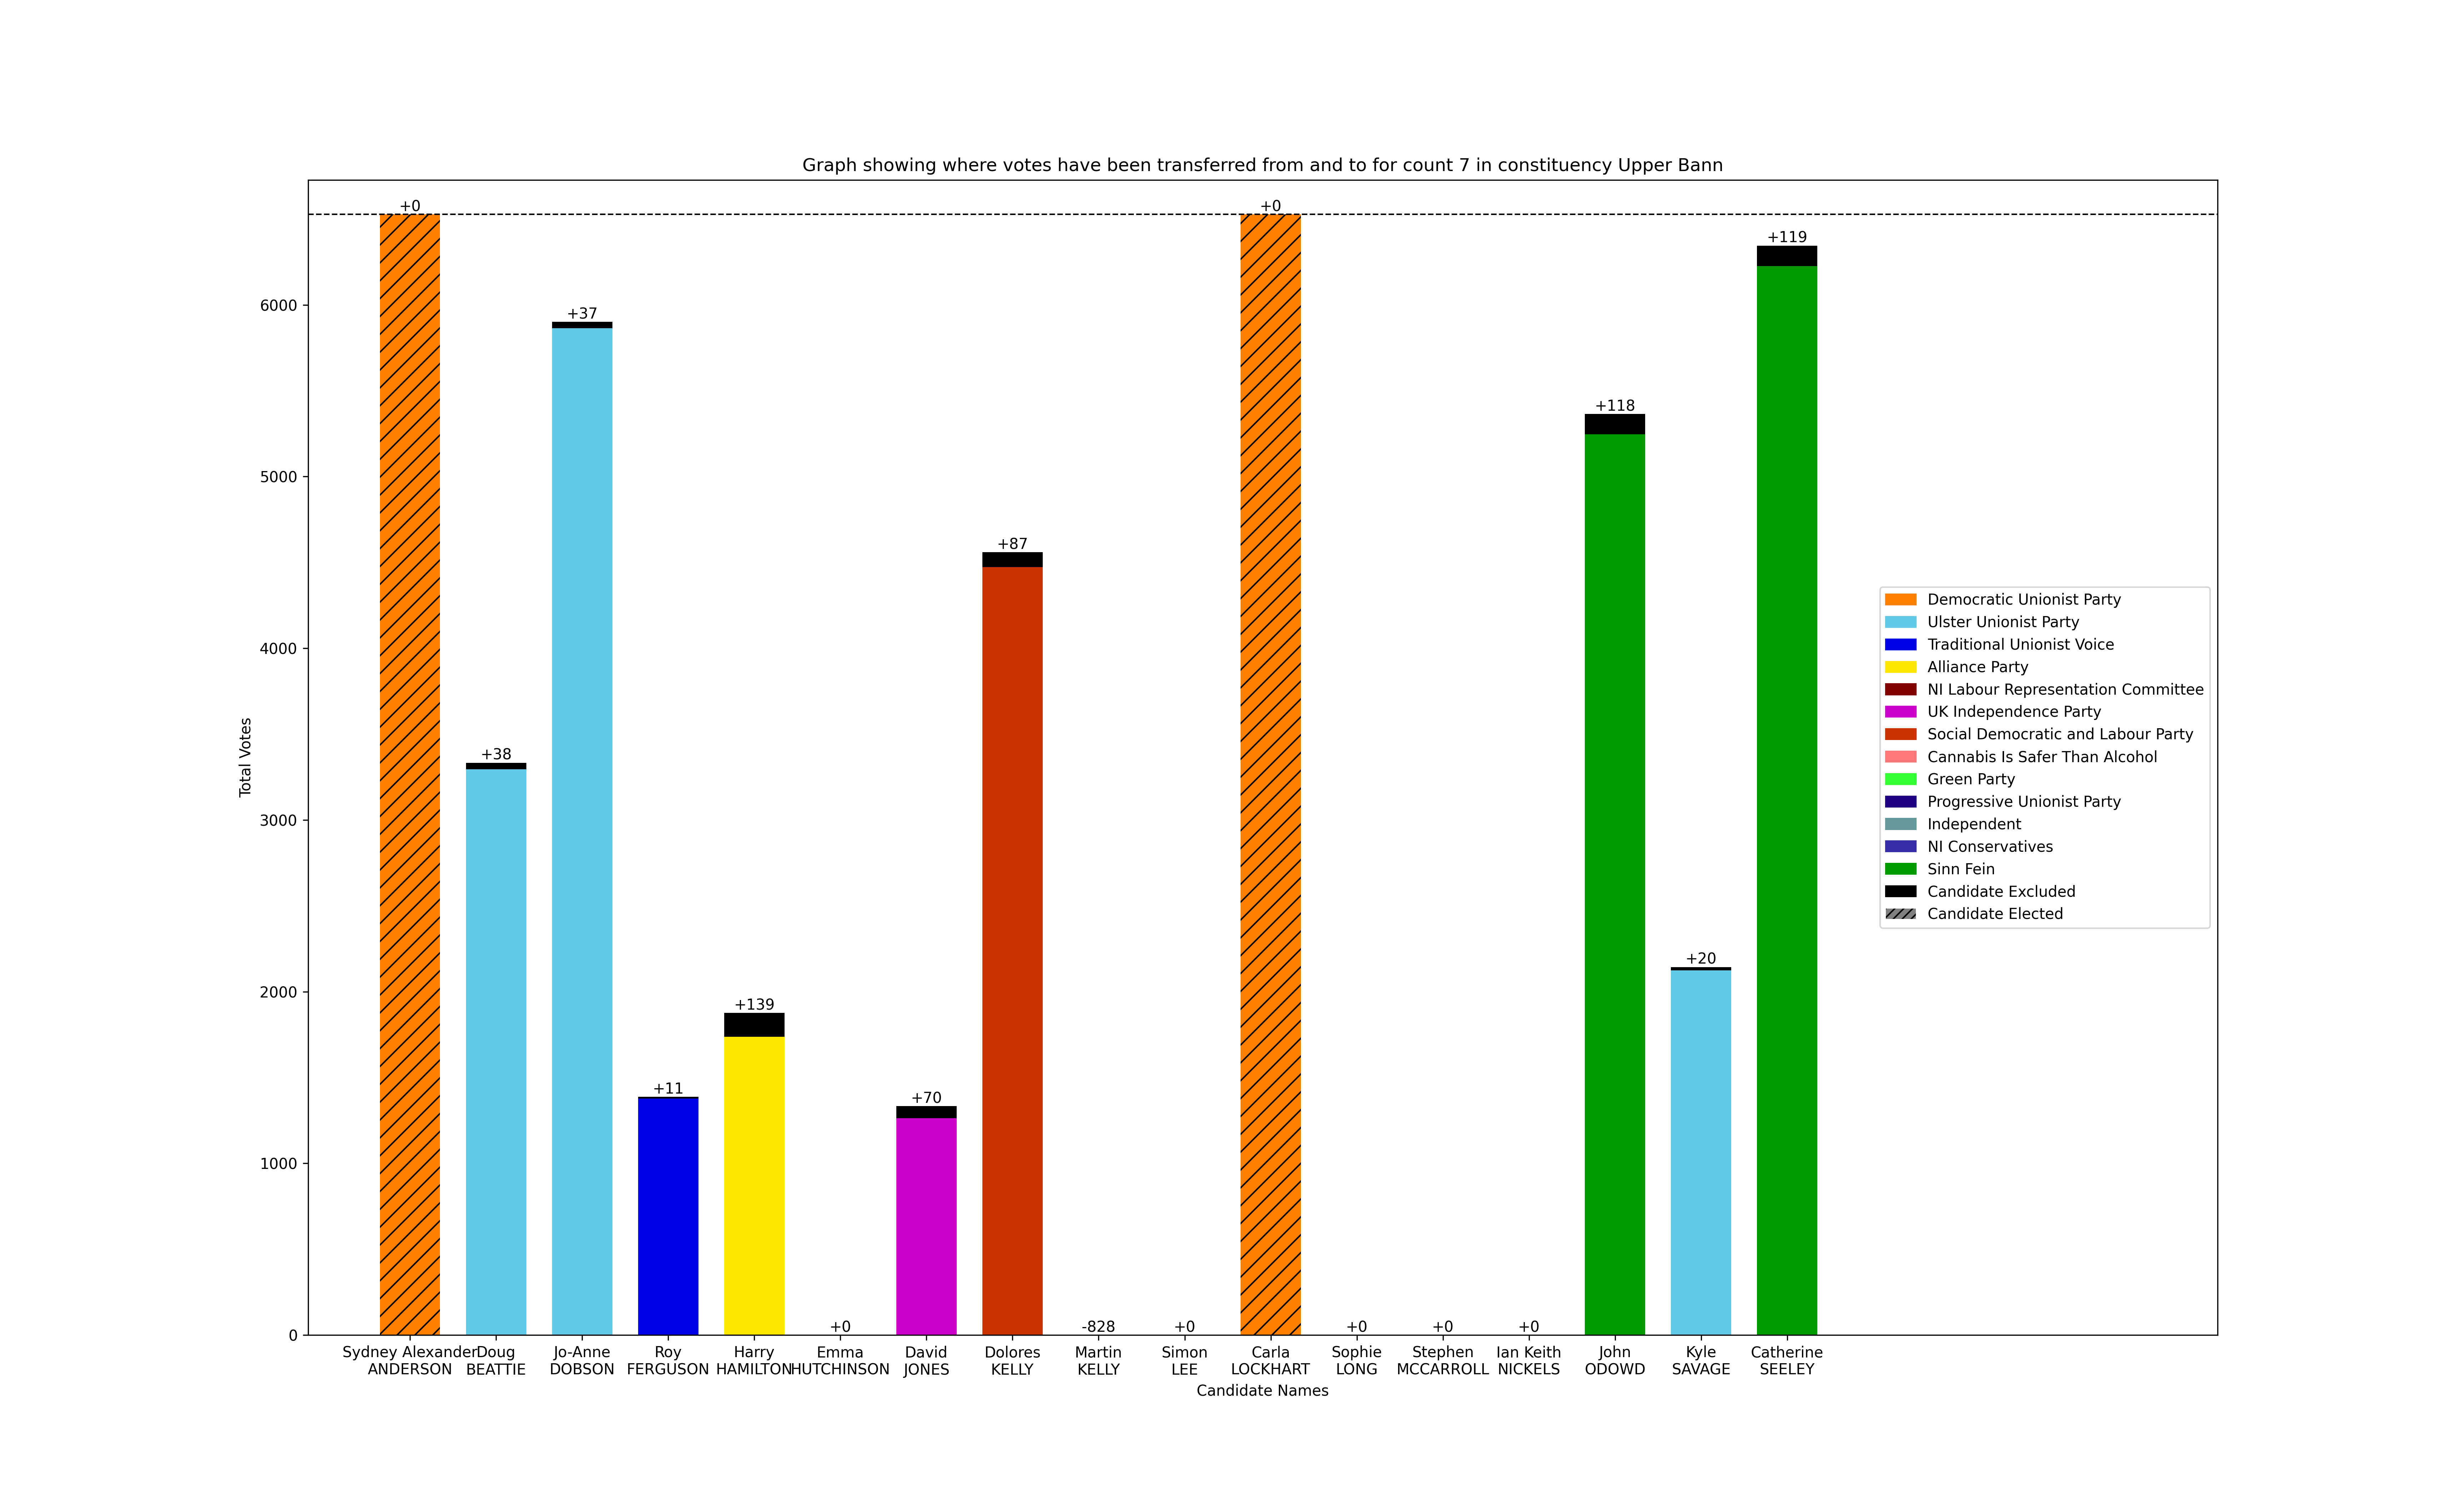 Graph showing where votes have been transferred from and to for count 7 in constituency Upper Bann
Total Votes
6000
5000
4000
3000
2000
1000
0
+0
+38
+37
+11
+139
+0
+70
+87
-828
+0
+0
+0
+0
+0
+118
+20
+119
Sydney Alexander
ANDERSON
Doug
BEATTIE
Jo-Anne
DOBSON
Roy
FERGUSON
Harry
HAMILTON
Emma
HUTCHINSON
David
JONES
Dolores
KELLY
Martin
KELLY
Simon
LEE
Carla
LOCKHART
Sophie
LONG
Stephen
MCCARROLL
Ian Keith
NICKELS
John
ODOWD
Kyle
SAVAGE
Catherine
SEELEY
Candidate Names
Democratic Unionist Party
Ulster Unionist Party
Traditional Unionist Voice
Alliance Party
NI Labour Representation Committee
UK Independence Party
Social Democratic and Labour Party
Cannabis Is Safer Than Alcohol
Green Party
Progressive Unionist Party
Independent
NI Conservatives
Sinn Fein
Candidate Excluded
Candidate Elected